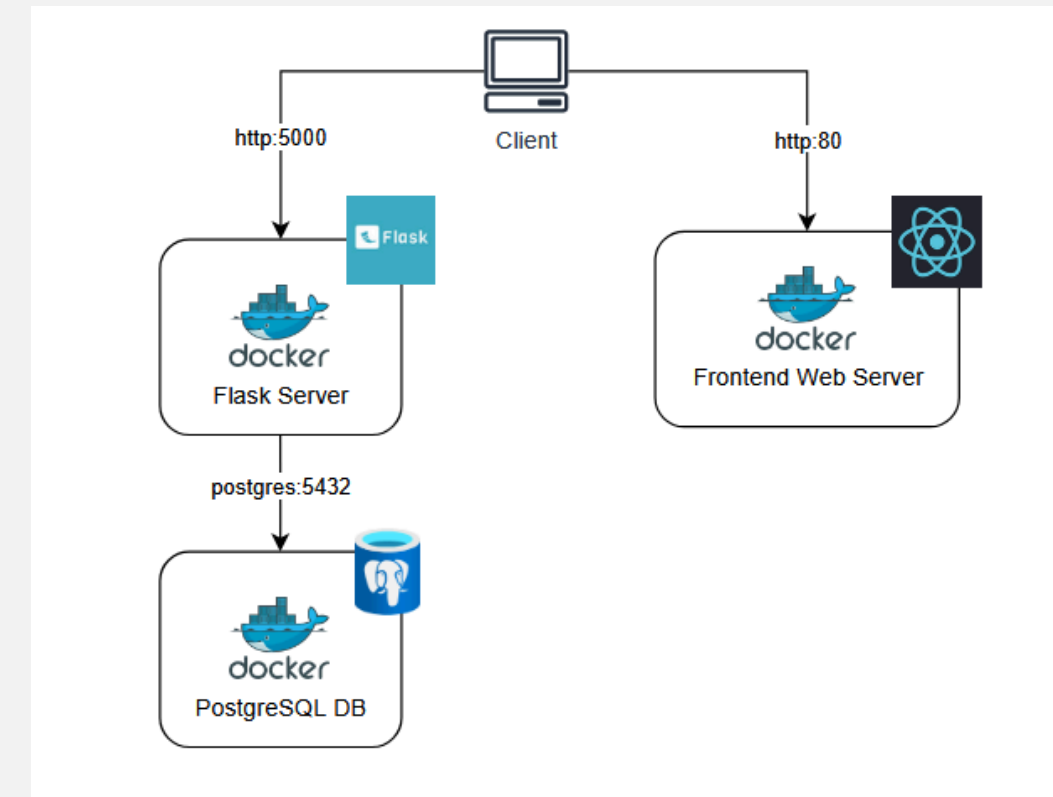 Client
http:5000
http:80
Flask
docker
Flask Server
docker
Frontend Web Server
postgres:5432
docker
PostgreSQL DB